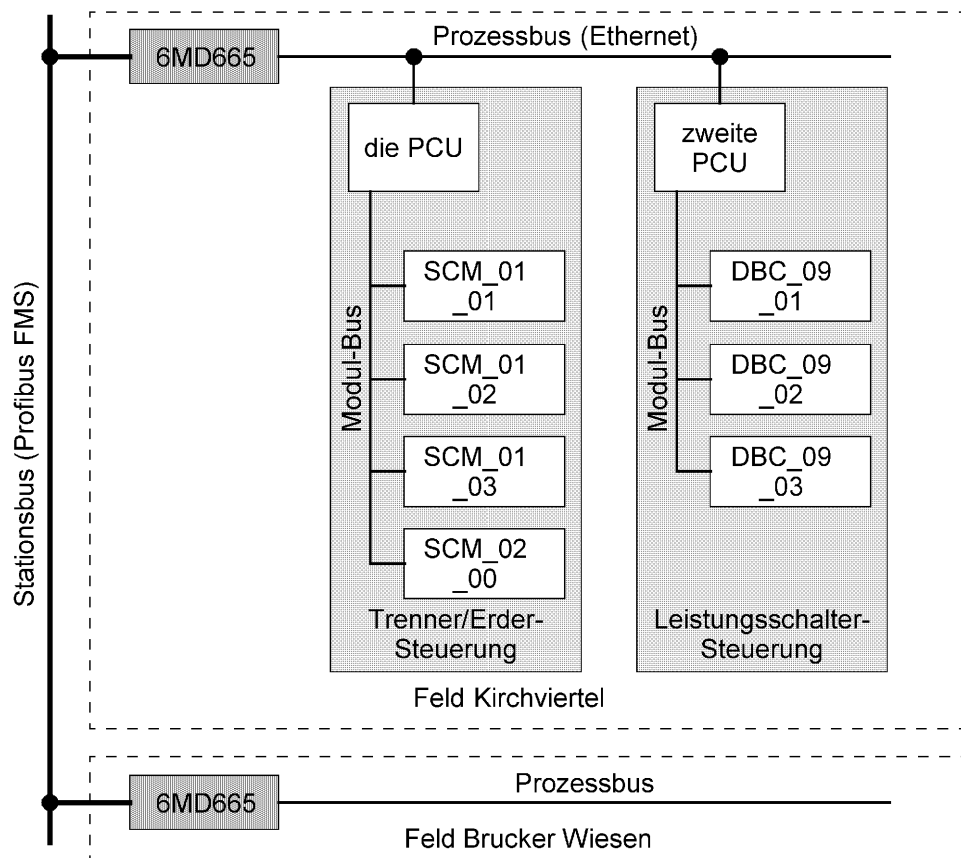 Prozessbus (Ethernet)
6MD665
die PCU
zweite
PCU
Stationsbus (Profibus FMS)
Modul-Bus
SCM_01
_01
SCM_01
_02
SCM_01
_03
SCM_02
_00
Trenner/Erder-
Steuerung
Modul-Bus
DBC_09
_01
DBC_09
_02
DBC_09
_03
Leistungsschalter-
Steuerung
Feld Kirchviertel
6MD665
Prozessbus
Feld Brucker Wiesen